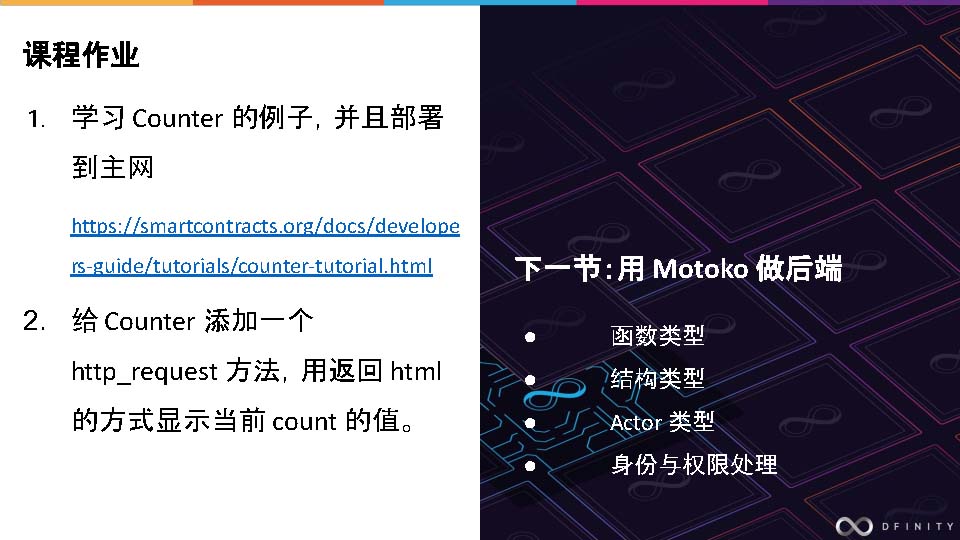 课程作业
1. 学习 Counter 的例子，并且部署
到主网
https: //smartcontracts. org/docs/develope
rs-guide/tutorials/counter-tutorial. html
2. 给 Counter 添加一个
http_request 方法，用返回 html
的方式显示当前 count 的值。
下一节：用 Motoko 做后端
● 函数类型
● 结构类型
● Actor 类型
● 身份与权限处理
DFINITY